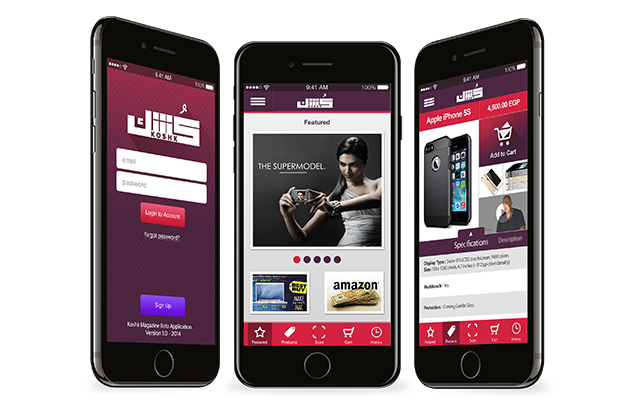 9:41 AM
100%
كشك
KOSHK
email
password
Login to Account
forgot password?
Sign Up
Koshk Magazine Beta Application
Version 1.0 - 2014
9:41 AM
100%
كشك
Featured
THE SUPERMODEL.
BEST BUY
amazon
Featured
Products
Scan
Cart
History
9:41 AM
100%
كشك
Apple iPhone 5S
4,500.00 EGP
Add to Cart
Specifications
Description
Display Type :
Size:
Multitouch : Yes
Protection : Corning Gorilla Glass
Featured
Products
Scan
Cart
History